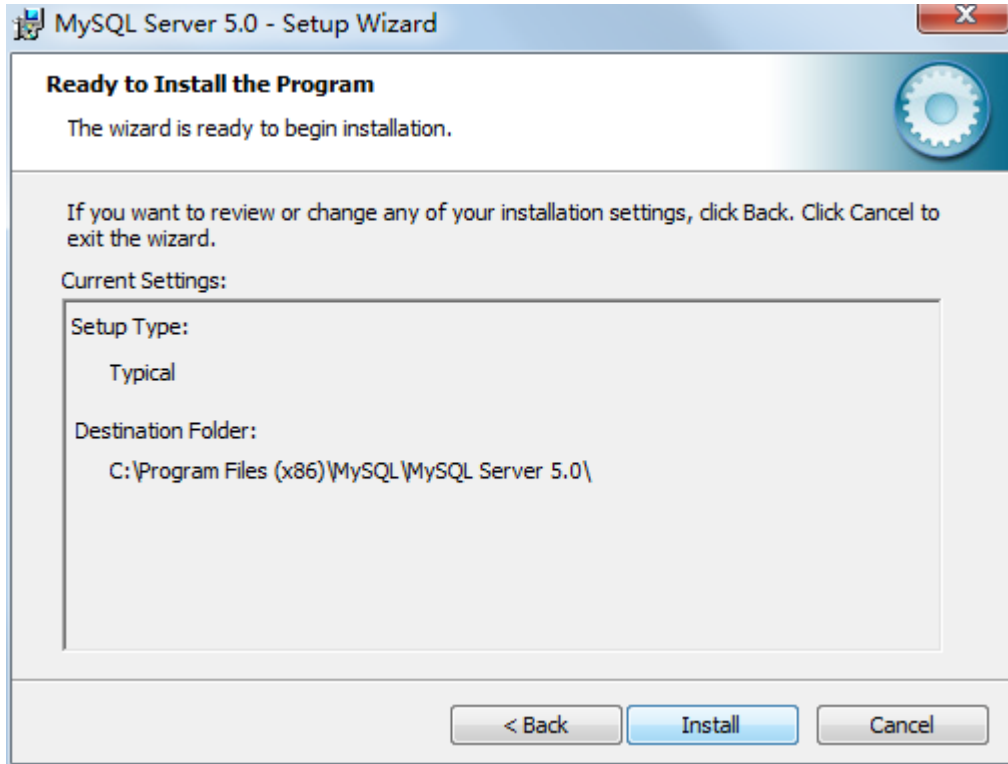 MySQL Server 5.0 - Setup Wizard
Ready to Install the Program
The wizard is ready to begin installation.
If you want to review or change any of your installation settings, click Back. Click Cancel to
exit the wizard.
Current Settings:
Setup Type:
Typical
Destination Folder:
C:\Program Files (x86)\MySQL\MySQL Server 5.0\
< Back
Install
Cancel